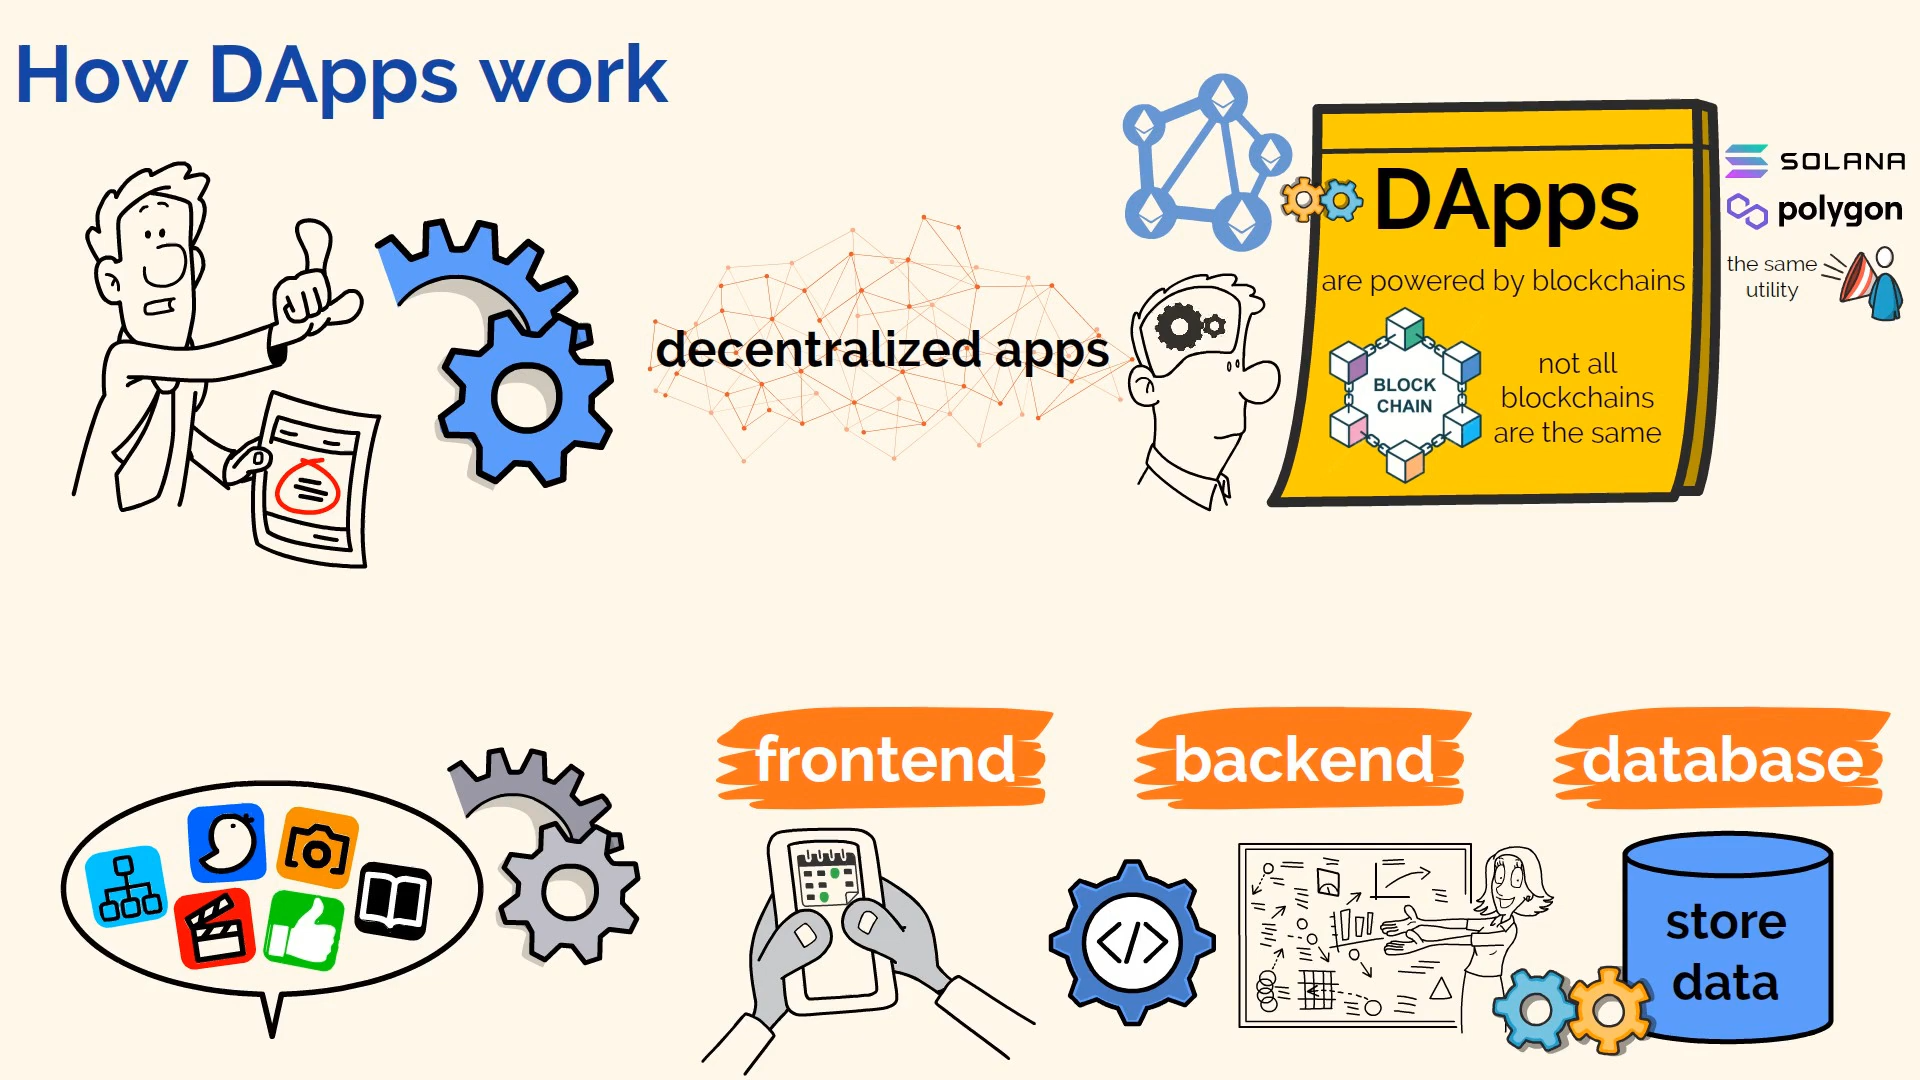 How DApps work
decentralized apps
DApps
are powered by blockchains
BLOCK
CHAIN
not all
blockchains
are the same
SOLANA
polygon
the same
utility
frontend
backend
database
</>
store
data